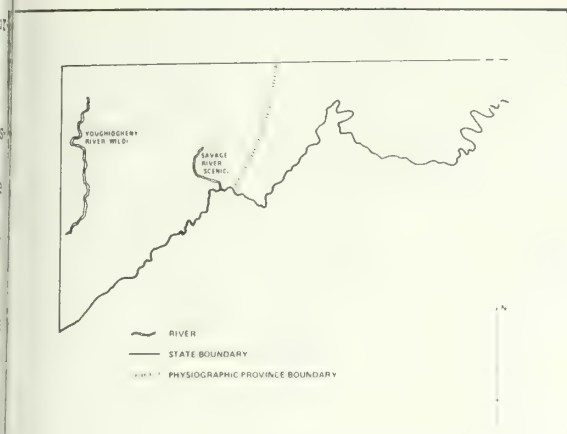 YOUGHIOGHENY
RIVER WILD
SAVAGE
RIVER
SCENIC
RIVER
STATE BOUNDARY
PHYSIOGRAPHIC PROVINCE BOUNDARY
N